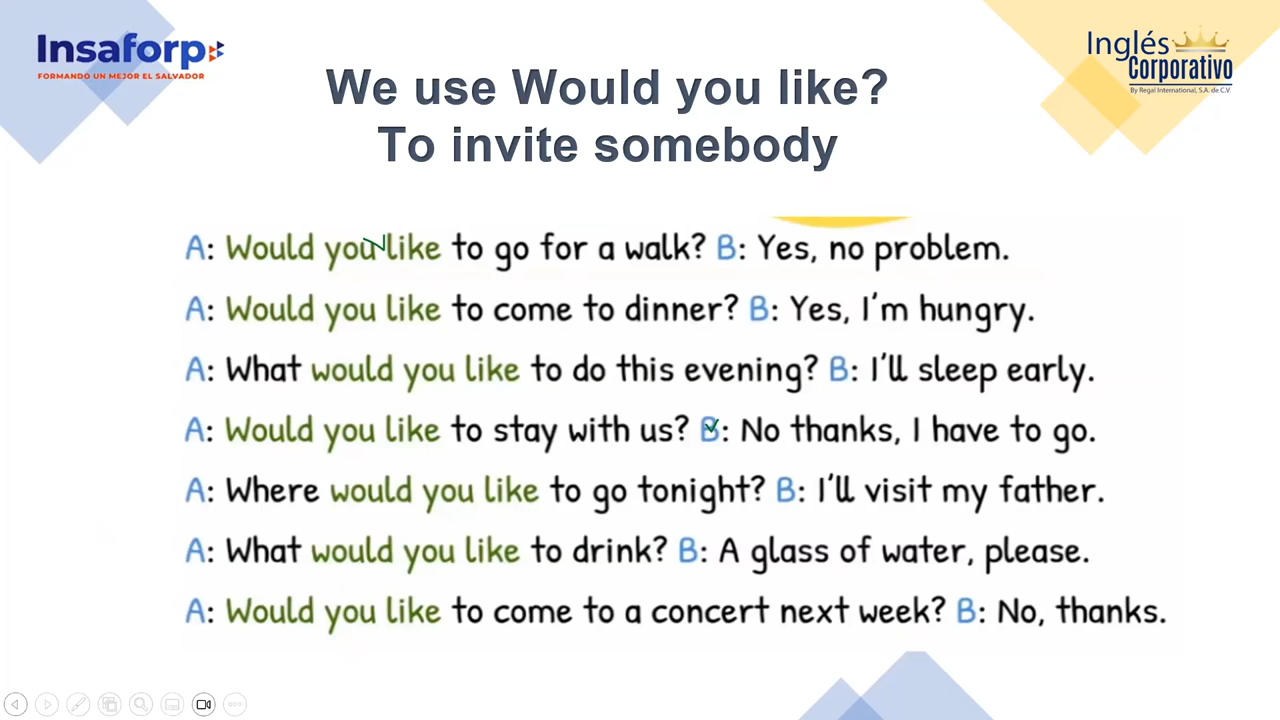 Insaforp
FORMANDO UN MEJOR EL SALVADOR
Inglés
Corporativo
By Regal International, S.A. de C.V.
We use Would you like?
To invite somebody
A: Would you like to go for a walk? B: Yes, no problem.
A: Would you like to come to dinner? B: Yes, I'm hungry.
A: What would you like to do this evening? B: I'll sleep early.
A: Would you like to stay with us? B: No thanks, I have to go.
A: Where would you like to go tonight? B: I'll visit my father.
A: What would you like to drink? B: A glass of water, please.
A: Would you like to come to a concert next week? B: No, thanks.